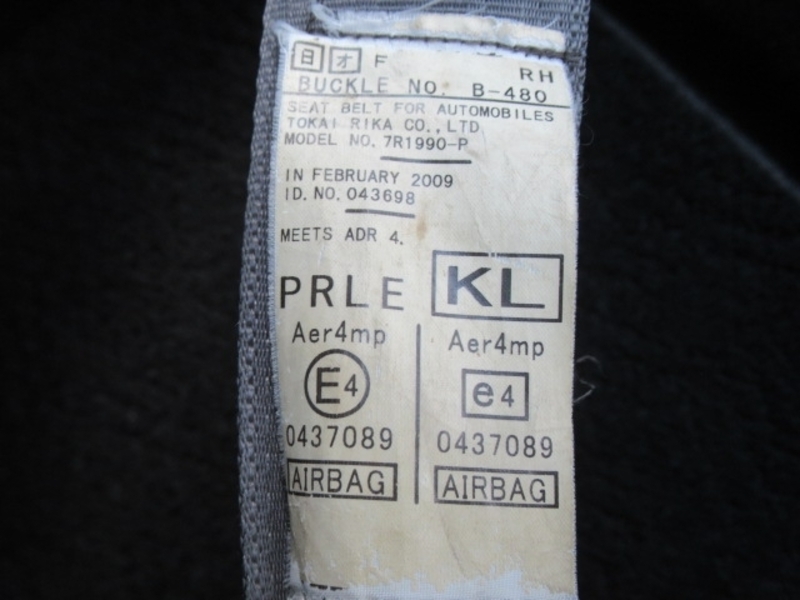 日 オ F RH
BUCKLE NO. B-480
SEAT BELT FOR AUTOMOBILES
TOKAI RIKA CO., LTD
MODEL NO. 7R1990-P
IN FEBRUARY 2009
ID. NO. 043698
MEETS ADR 4.
PRLE KL
Aer4mp Aer4mp
E4 e4
0437089 0437089
AIRBAG AIRBAG